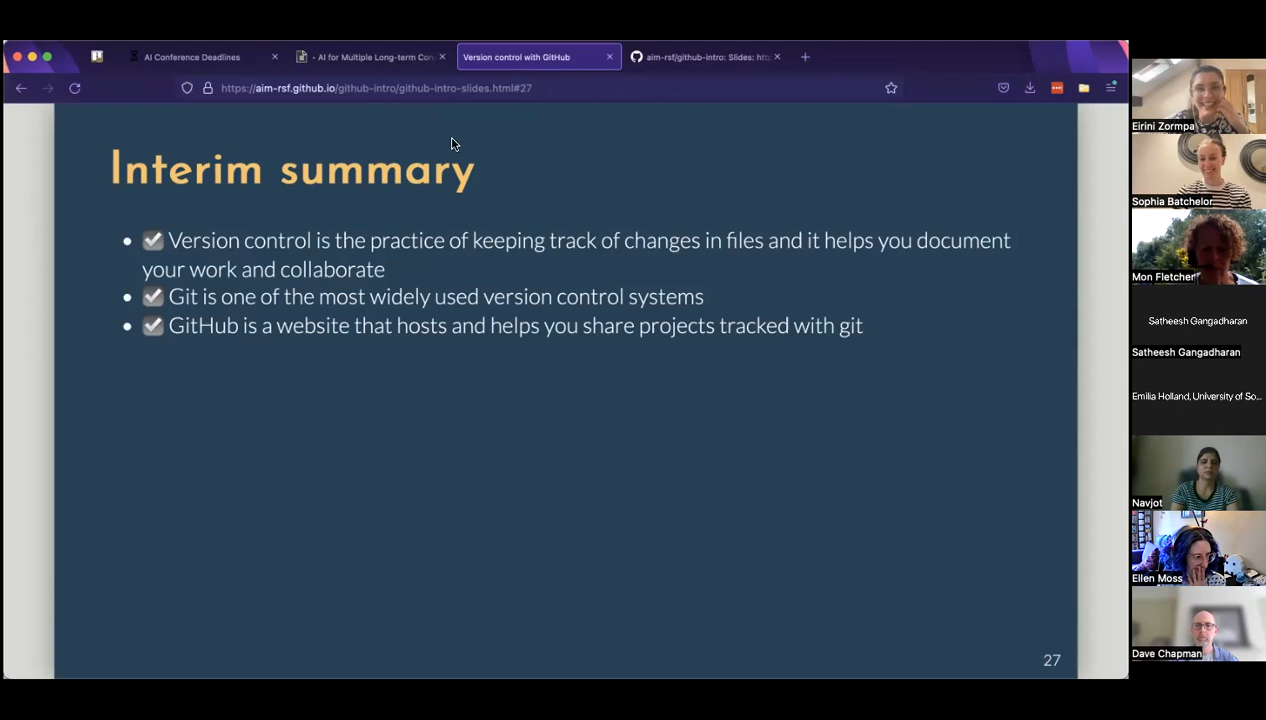 AI Conference Deadlines
- AI for Multiple Long-term Con
Version control with GitHub
aim-rsf/github-intro: Slides: http
https://aim-rsf.github.io/github-intro/github-intro-slides.html#27
Interim summary
Version control is the practice of keeping track of changes in files and it helps you document
your work and collaborate
Git is one of the most widely used version control systems
GitHub is a website that hosts and helps you share projects tracked with git
27
Eirini Zormpa
Sophia Batchelor
Mon Fletcher
Satheesh Gangadharan
Satheesh Gangadharan
Emilia Holland, University of So...
Navjot
Ellen Moss
Dave Chapman